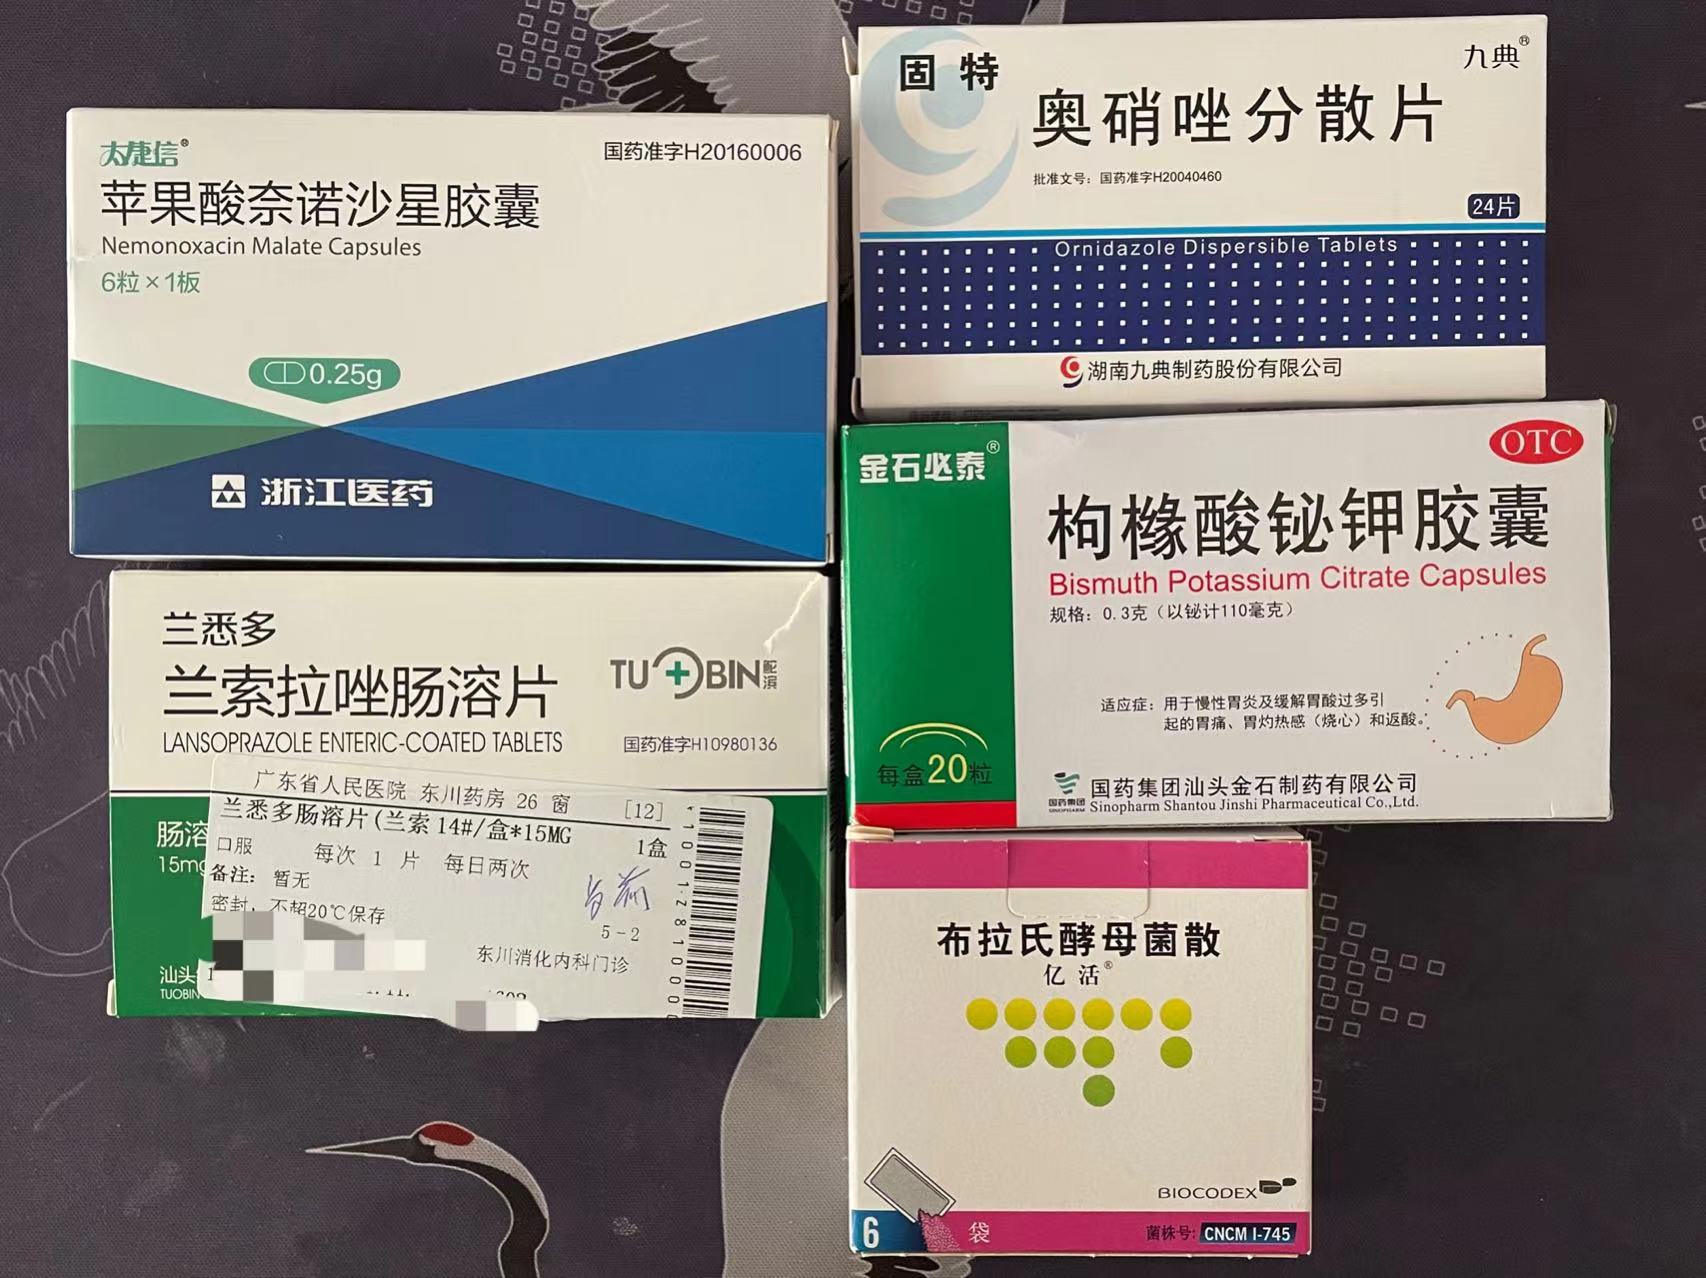 太捷信®
国药准字H20160006
苹果酸奈诺沙星胶囊
Nemonoxacin Malate Capsules
6粒×1板
0.25g
浙江医药
固特
九典®
奥硝唑分散片
批准文号：国药准字H20040460
24片
Ornidazole Dispersible Tablets
湖南九典制药股份有限公司
兰悉多
兰索拉唑肠溶片
TUOBIN 鮀滨
LANSOPRAZOLE ENTERIC-COATED TABLETS
国药准字H10980136
肠溶
15mg
广东省人民医院 东川药房 26 窗 [12]
兰悉多肠溶片(兰索 14#/盒*15MG
1盒
口服 每次 1 片 每日两次
备注： 暂无
密封，不超20℃保存
5-2
东川消化内科门诊
汕头
TUOBIN
金石必泰®
OTC
枸橼酸铋钾胶囊
Bismuth Potassium Citrate Capsules
规格：0.3克（以铋计110毫克）
适应症：用于慢性胃炎及缓解胃酸过多引
起的胃痛、胃灼热感（烧心）和返酸。
每盒20粒
国药集团
SINOPHARM
国药集团汕头金石制药有限公司
Sinopharm Shantou Jinshi Pharmaceutical Co.,Ltd.
布拉氏酵母菌散
亿活®
BIOCODEX
6袋
菌株号: CNCM I-745